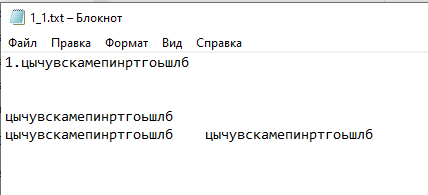 1_1.txt – Блокнот
Файл Правка Формат Вид Справка
1.цычувскамепинртгоьшлб
цычувскамепинртгоьшлб
цычувскамепинртгоьшлб    цычувскамепинртгоьшлб